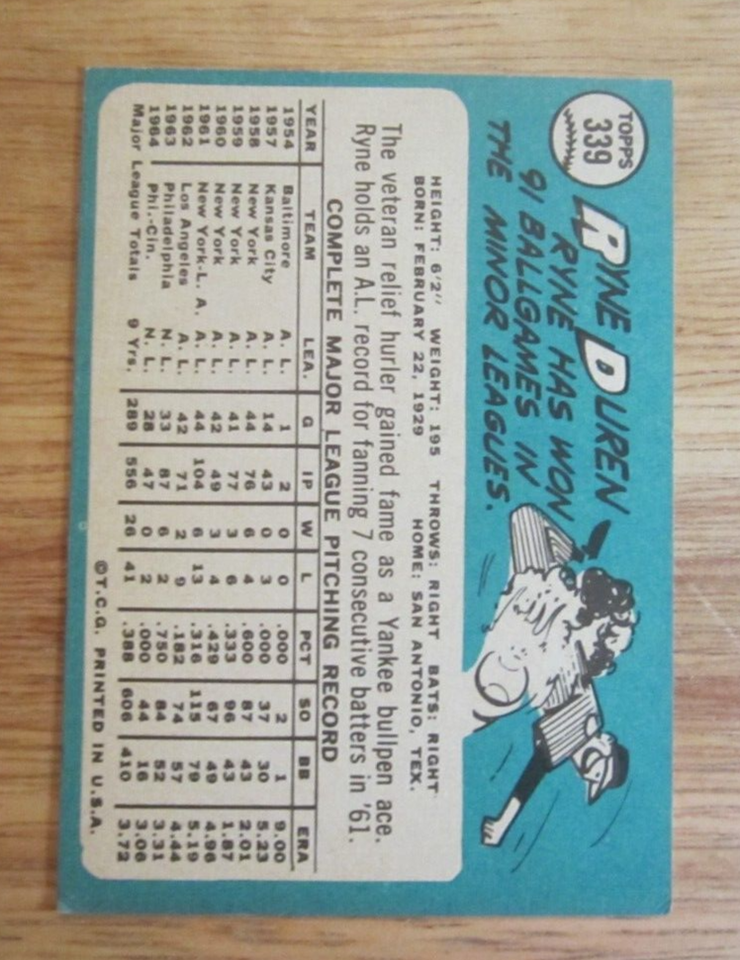 TOPPS
339
RYNE DUREN
RYNE HAS WON
91 BALLGAMES IN
THE MINOR LEAGUES.
HEIGHT: 6'2" WEIGHT: 195 THROWS: RIGHT BATS: RIGHT
BORN: FEBRUARY 22, 1929 HOME: SAN ANTONIO, TEX.
The veteran relief hurler gained fame as a Yankee bullpen ace.
Ryne holds an A.L. record for fanning 7 consecutive batters in '61.
COMPLETE MAJOR LEAGUE PITCHING RECORD
YEAR TEAM LEA. G IP W L PCT SO BB ERA
1954 Baltimore A. L. 1 2 0 0 .000 2 1 9.00
1957 Kansas City A. L. 14 43 0 3 .000 37 30 5.23
1958 New York A. L. 44 76 6 4 .600 87 43 2.01
1959 New York A. L. 41 77 3 6 .333 96 43 1.87
1960 New York A. L. 42 49 3 4 .429 67 49 4.96
1961 New York-L. A. A. L. 44 104 6 13 .316 115 79 5.19
1962 Los Angeles A. L. 42 71 2 9 .182 74 57 4.44
1963 Philadelphia N. L. 33 87 6 2 .750 84 52 3.31
1964 Phil.-Cin. N. L. 28 47 0 2 .000 44 16 3.06
Major League Totals 9 Yrs. 289 556 26 41 .388 606 410 3.72
©T.C.G. PRINTED IN U.S.A.